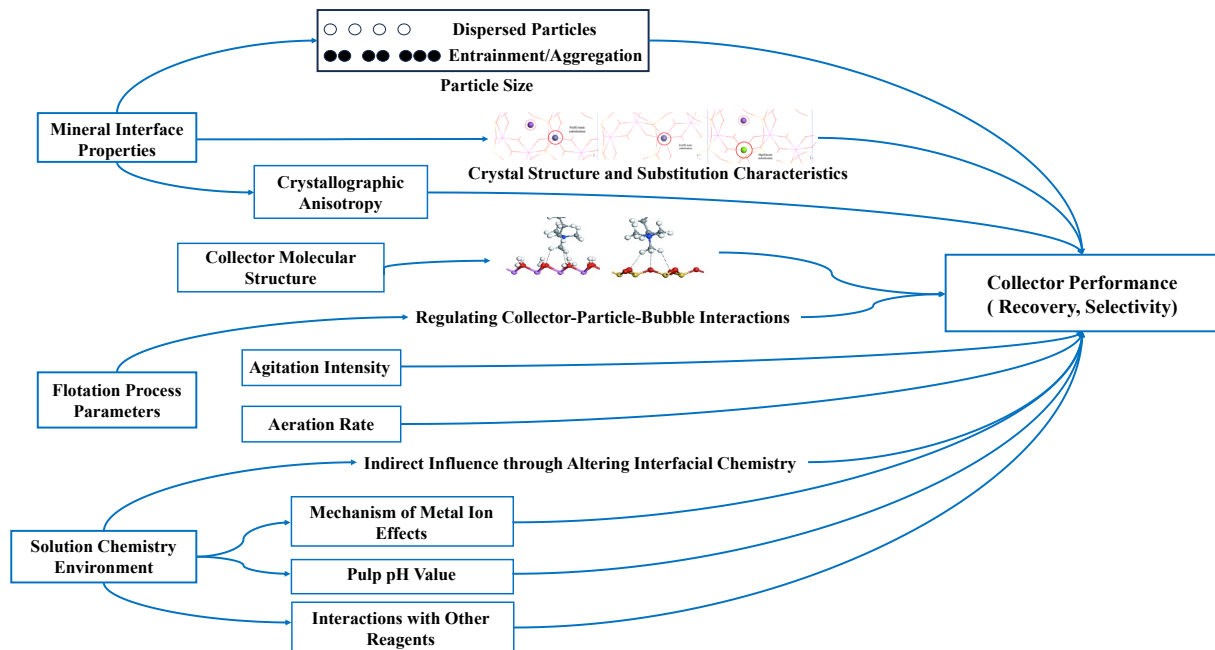 Dispersed Particles
Entrainment/Aggregation
Particle Size
Mineral Interface
Properties
Crystal Structure and Substitution Characteristics
Crystallographic
Anisotropy
Collector Molecular
Structure
Collector Performance
( Recovery, Selectivity)
Regulating Collector-Particle-Bubble Interactions
Agitation Intensity
Flotation Process
Parameters
Aeration Rate
Indirect Influence through Altering Interfacial Chemistry
Mechanism of Metal Ion
Effects
Solution Chemistry
Environment
Pulp pH Value
Interactions with Other
Reagents